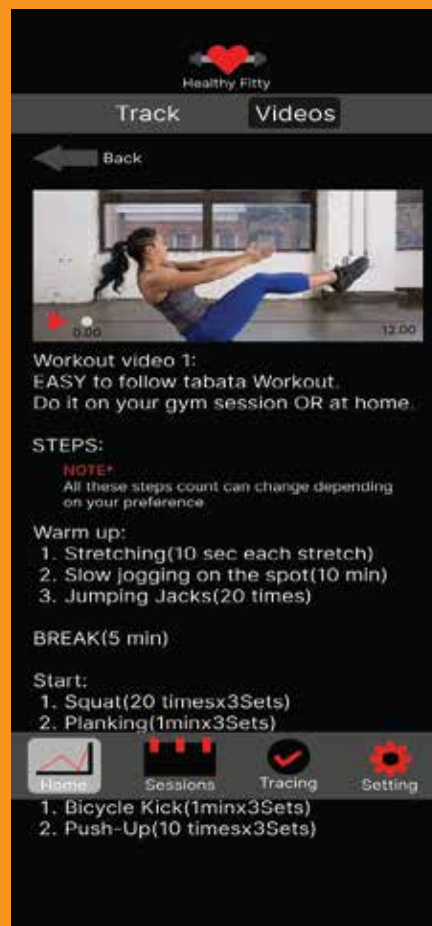 Healthy Fitty
Track Videos
Back
0.00 12.00
Workout video 1:
EASY to follow tabata Workout.
Do it on your gym session OR at home.
STEPS:
NOTE*
All these steps count can change depending
on your preference
Warm up:
1. Stretching(10 sec each stretch)
2. Slow jogging on the spot(10 min)
3. Jumping Jacks(20 times)
BREAK(5 min)
Start:
1. Squat(20 timesx3Sets)
2. Planking(1minx3Sets)
Home Sessions Tracing Setting
1. Bicycle Kick(1minx3Sets)
2. Push-Up(10 timesx3Sets)